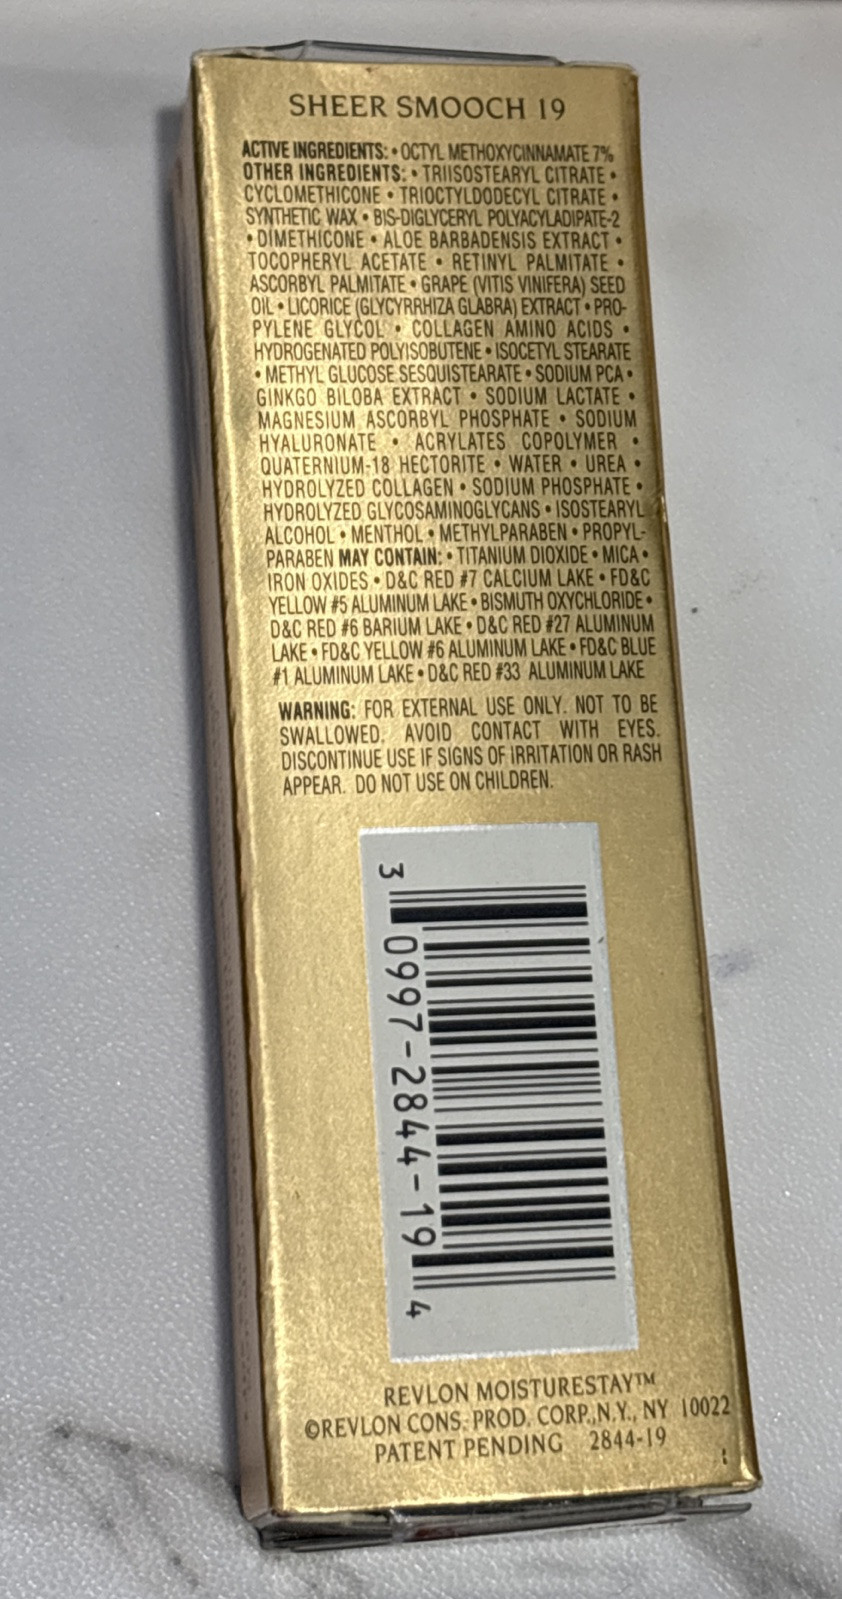 SHEER SMOOCH 19
ACTIVE INGREDIENTS: • OCTYL METHOXYCINNAMATE 7%
OTHER INGREDIENTS: • TRIISOSTEARYL CITRATE •
CYCLOMETHICONE • TRIOCTYLDODECYL CITRATE •
SYNTHETIC WAX • BIS-DIGLYCERYL POLYACYLADIPATE-2
• DIMETHICONE • ALOE BARBADENSIS EXTRACT •
TOCOPHERYL ACETATE • RETINYL PALMITATE •
ASCORBYL PALMITATE • GRAPE (VITIS VINIFERA) SEED
OIL • LICORICE (GLYCYRRHIZA GLABRA) EXTRACT • PRO-
PYLENE GLYCOL • COLLAGEN AMINO ACIDS •
HYDROGENATED POLYISOBUTENE • ISOCETYL STEARATE
• METHYL GLUCOSE SESQUISTEARATE • SODIUM PCA •
GINKGO BILOBA EXTRACT • SODIUM LACTATE •
MAGNESIUM ASCORBYL PHOSPHATE • SODIUM
HYALURONATE • ACRYLATES COPOLYMER •
QUATERNIUM-18 HECTORITE • WATER • UREA •
HYDROLYZED COLLAGEN • SODIUM PHOSPHATE •
HYDROLYZED GLYCOSAMINOGLYCANS • ISOSTEARYL
ALCOHOL • MENTHOL • METHYLPARABEN • PROPYL-
PARABEN MAY CONTAIN: • TITANIUM DIOXIDE • MICA •
IRON OXIDES • D&C RED #7 CALCIUM LAKE • FD&C
YELLOW #5 ALUMINUM LAKE • BISMUTH OXYCHLORIDE •
D&C RED #6 BARIUM LAKE • D&C RED #27 ALUMINUM
LAKE • FD&C YELLOW #6 ALUMINUM LAKE • FD&C BLUE
#1 ALUMINUM LAKE • D&C RED #33 ALUMINUM LAKE
WARNING: FOR EXTERNAL USE ONLY. NOT TO BE
SWALLOWED. AVOID CONTACT WITH EYES.
DISCONTINUE USE IF SIGNS OF IRRITATION OR RASH
APPEAR. DO NOT USE ON CHILDREN.
3 0997-2844-19 4
REVLON MOISTURESTAY™
©REVLON CONS. PROD. CORP.,N.Y., NY 10022
PATENT PENDING 2844-19